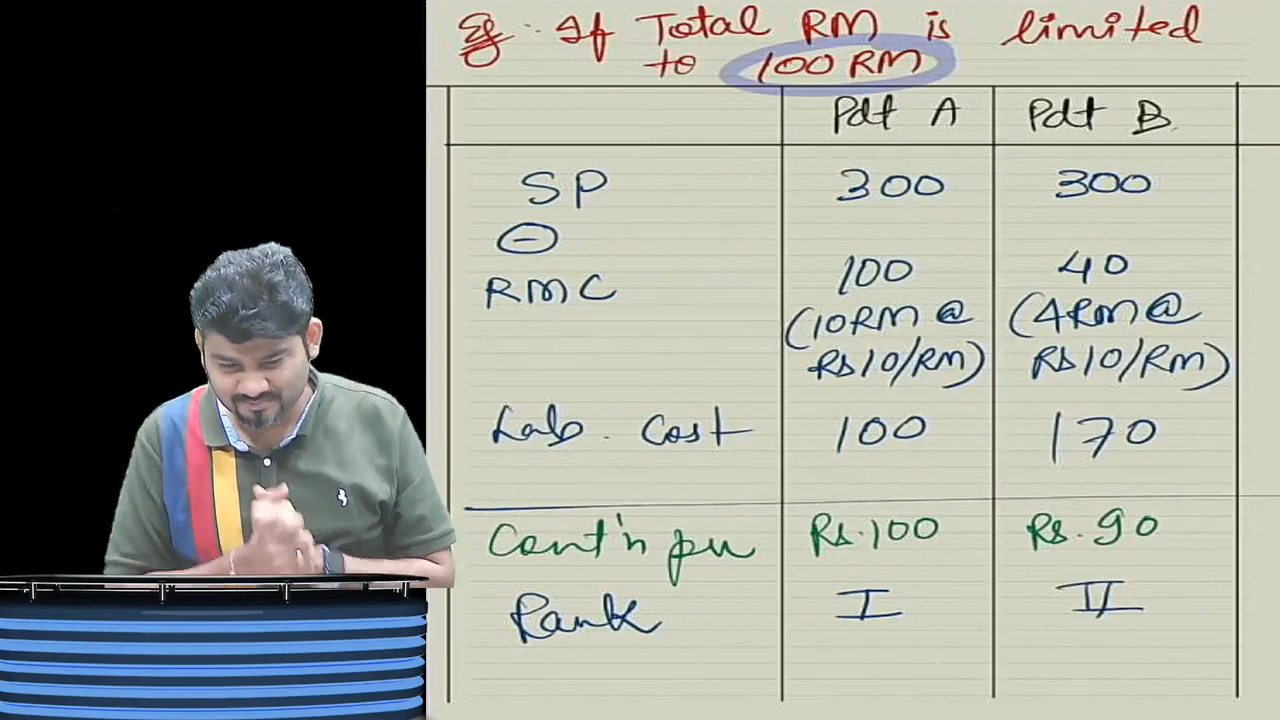 Eg :- If Total RM is limited
to 100 RM
Pdt A Pdt B
SP 300 300
⊖
RMC 100 40
(10RM @ (4RM @
Rs10/RM) Rs10/RM)
Lab. Cost 100 170
Cont'n pu Rs.100 Rs.90
Rank I II